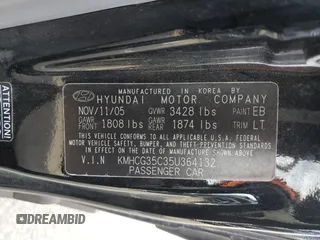 ATTENTION!
MANUFACTURED IN KOREA BY
HYUNDAI MOTOR COMPANY
NOV/11/05 GVWR 3428 lbs PAINT EB
GAWR FRONT 1808 lbs GAWR REAR 1874 lbs TRIM LT
THIS VEHICLE CONFORMS TO ALL APPLICABLE
U.S.A. FEDERAL MOTOR VEHICLE SAFETY, BUMPER,
AND THEFT PREVENTION STANDARDS IN EFFECT ON
THE DATE OF MANUFACTURE SHOWN ABOVE.
V.I.N KMHCG35C35U364132
PASSENGER CAR
© DREAMBID